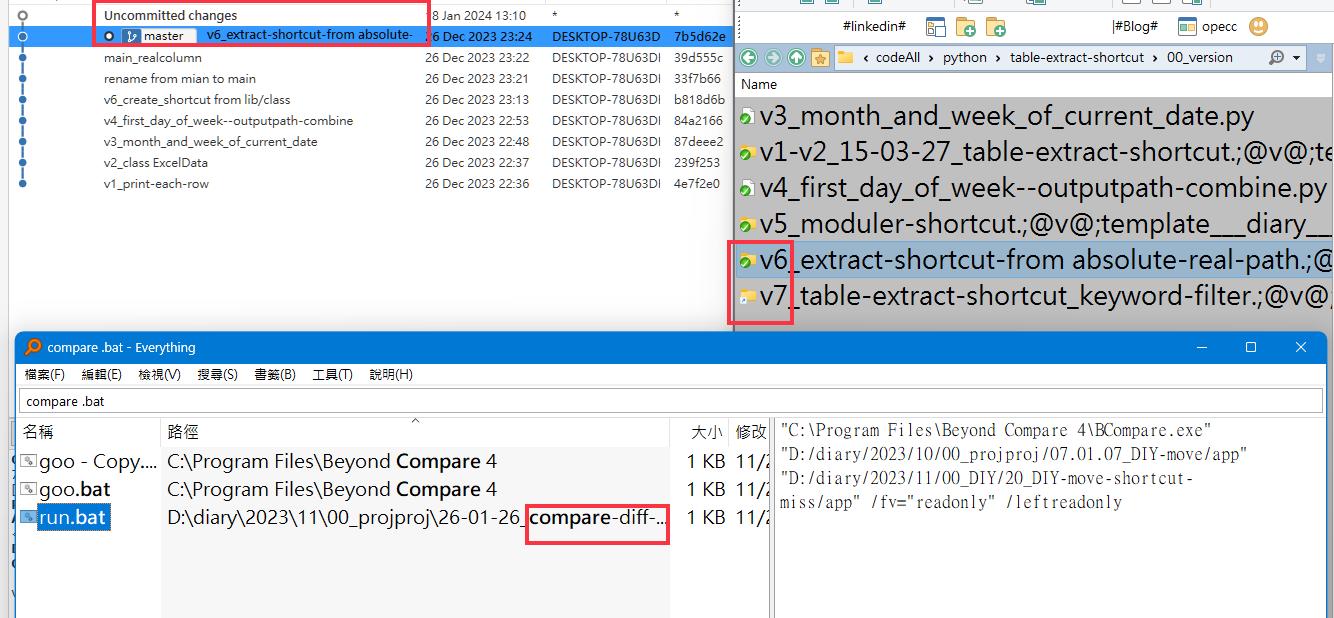 Uncommitted changes 8 Jan 2024 13:10 * *
master v6_extract-shortcut-from absolute- 26 Dec 2023 23:24 DESKTOP-78U63D 7b5d62e
main_realcolumn 26 Dec 2023 23:22 DESKTOP-78U63DI 39d555c
rename from mian to main 26 Dec 2023 23:21 DESKTOP-78U63DI 33f7b66
v6_create_shortcut from lib/class 26 Dec 2023 23:13 DESKTOP-78U63DI b818d6b
v4_first_day_of_week--outputpath-combine 26 Dec 2023 22:53 DESKTOP-78U63DI 84a2166
v3_month_and_week_of_current_date 26 Dec 2023 22:48 DESKTOP-78U63DI 87deee2
v2_class ExcelData 26 Dec 2023 22:37 DESKTOP-78U63DI 239f253
v1_print-each-row 26 Dec 2023 22:36 DESKTOP-78U63DI 4e7f2e0
#linkedin# |#Blog# opecc
codeAll › python › table-extract-shortcut › 00_version
Name
v3_month_and_week_of_current_date.py
v1-v2_15-03-27_table-extract-shortcut.;@v@;te
v4_first_day_of_week--outputpath-combine.py
v5_moduler-shortcut.;@v@;template___diary__
v6_extract-shortcut-from absolute-real-path.;@
v7_table-extract-shortcut_keyword-filter.;@v@;
compare .bat - Everything
檔案(F) 編輯(E) 檢視(V) 搜尋(S) 書籤(B) 工具(T) 說明(H)
compare .bat
名稱 路徑 大小 修改
goo - Copy.... C:\Program Files\Beyond Compare 4 1 KB 11/2
goo.bat C:\Program Files\Beyond Compare 4 1 KB 11/2
run.bat D:\diary\2023\11\00_projproj\26-01-26_compare-diff-... 1 KB 11/2
"C:\Program Files\Beyond Compare 4\BCompare.exe"
"D:/diary/2023/10/00_projproj/07.01.07_DIY-move/app"
"D:/diary/2023/11/00_DIY/20_DIY-move-shortcut-
miss/app" /fv="readonly" /leftreadonly